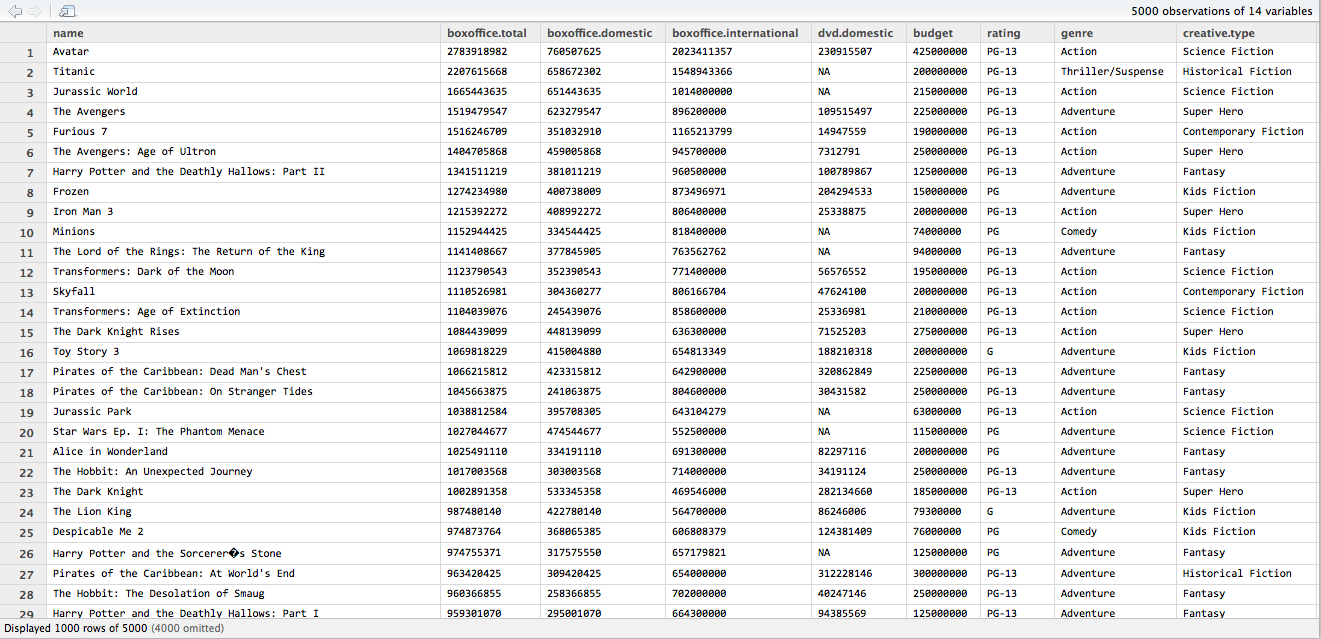 5000 observations of 14 variables
name boxoffice.total boxoffice.domestic boxoffice.international dvd.domestic budget rating genre creative.type
1 Avatar 2783918982 760507625 2023411357 230915507 425000000 PG-13 Action Science Fiction
2 Titanic 2207615668 658672302 1548943366 NA 200000000 PG-13 Thriller/Suspense Historical Fiction
3 Jurassic World 1665443635 651443635 1014000000 NA 215000000 PG-13 Action Science Fiction
4 The Avengers 1519479547 623279547 896200000 109515497 225000000 PG-13 Adventure Super Hero
5 Furious 7 1516246709 351032910 1165213799 14947559 190000000 PG-13 Action Contemporary Fiction
6 The Avengers: Age of Ultron 1404705868 459005868 945700000 7312791 250000000 PG-13 Action Super Hero
7 Harry Potter and the Deathly Hallows: Part II 1341511219 381011219 960500000 100789867 125000000 PG-13 Adventure Fantasy
8 Frozen 1274234980 400738009 873496971 204294533 150000000 PG Adventure Kids Fiction
9 Iron Man 3 1215392272 408992272 806400000 25338875 200000000 PG-13 Action Super Hero
10 Minions 1152944425 334544425 818400000 NA 74000000 PG Comedy Kids Fiction
11 The Lord of the Rings: The Return of the King 1141408667 377845905 763562762 NA 94000000 PG-13 Adventure Fantasy
12 Transformers: Dark of the Moon 1123790543 352390543 771400000 56576552 195000000 PG-13 Action Science Fiction
13 Skyfall 1110526981 304360277 806166704 47624100 200000000 PG-13 Action Contemporary Fiction
14 Transformers: Age of Extinction 1104039076 245439076 858600000 25336981 210000000 PG-13 Action Science Fiction
15 The Dark Knight Rises 1084439099 448139099 636300000 71525203 275000000 PG-13 Action Super Hero
16 Toy Story 3 1069818229 415004880 654813349 188210318 200000000 G Adventure Kids Fiction
17 Pirates of the Caribbean: Dead Man's Chest 1066215812 423315812 642900000 320862849 225000000 PG-13 Adventure Fantasy
18 Pirates of the Caribbean: On Stranger Tides 1045663875 241063875 804600000 30431582 250000000 PG-13 Adventure Fantasy
19 Jurassic Park 1038812584 395708305 643104279 NA 63000000 PG-13 Action Science Fiction
20 Star Wars Ep. I: The Phantom Menace 1027044677 474544677 552500000 NA 115000000 PG Adventure Science Fiction
21 Alice in Wonderland 1025491110 334191110 691300000 82297116 200000000 PG Adventure Fantasy
22 The Hobbit: An Unexpected Journey 1017003568 303003568 714000000 34191124 250000000 PG-13 Adventure Fantasy
23 The Dark Knight 1002891358 533345358 469546000 282134660 185000000 PG-13 Action Super Hero
24 The Lion King 987480140 422780140 564700000 86246006 79300000 G Adventure Kids Fiction
25 Despicable Me 2 974873764 368065385 606808379 124381409 76000000 PG Comedy Kids Fiction
26 Harry Potter and the Sorcerer�s Stone 974755371 317575550 657179821 NA 125000000 PG Adventure Fantasy
27 Pirates of the Caribbean: At World's End 963420425 309420425 654000000 312228146 300000000 PG-13 Adventure Historical Fiction
28 The Hobbit: The Desolation of Smaug 960366855 258366855 702000000 40247146 250000000 PG-13 Adventure Fantasy
29 Harry Potter and the Deathly Hallows: Part I 959301070 295001070 664300000 94385569 125000000 PG-13 Adventure Fantasy
Displayed 1000 rows of 5000 (4000 omitted)